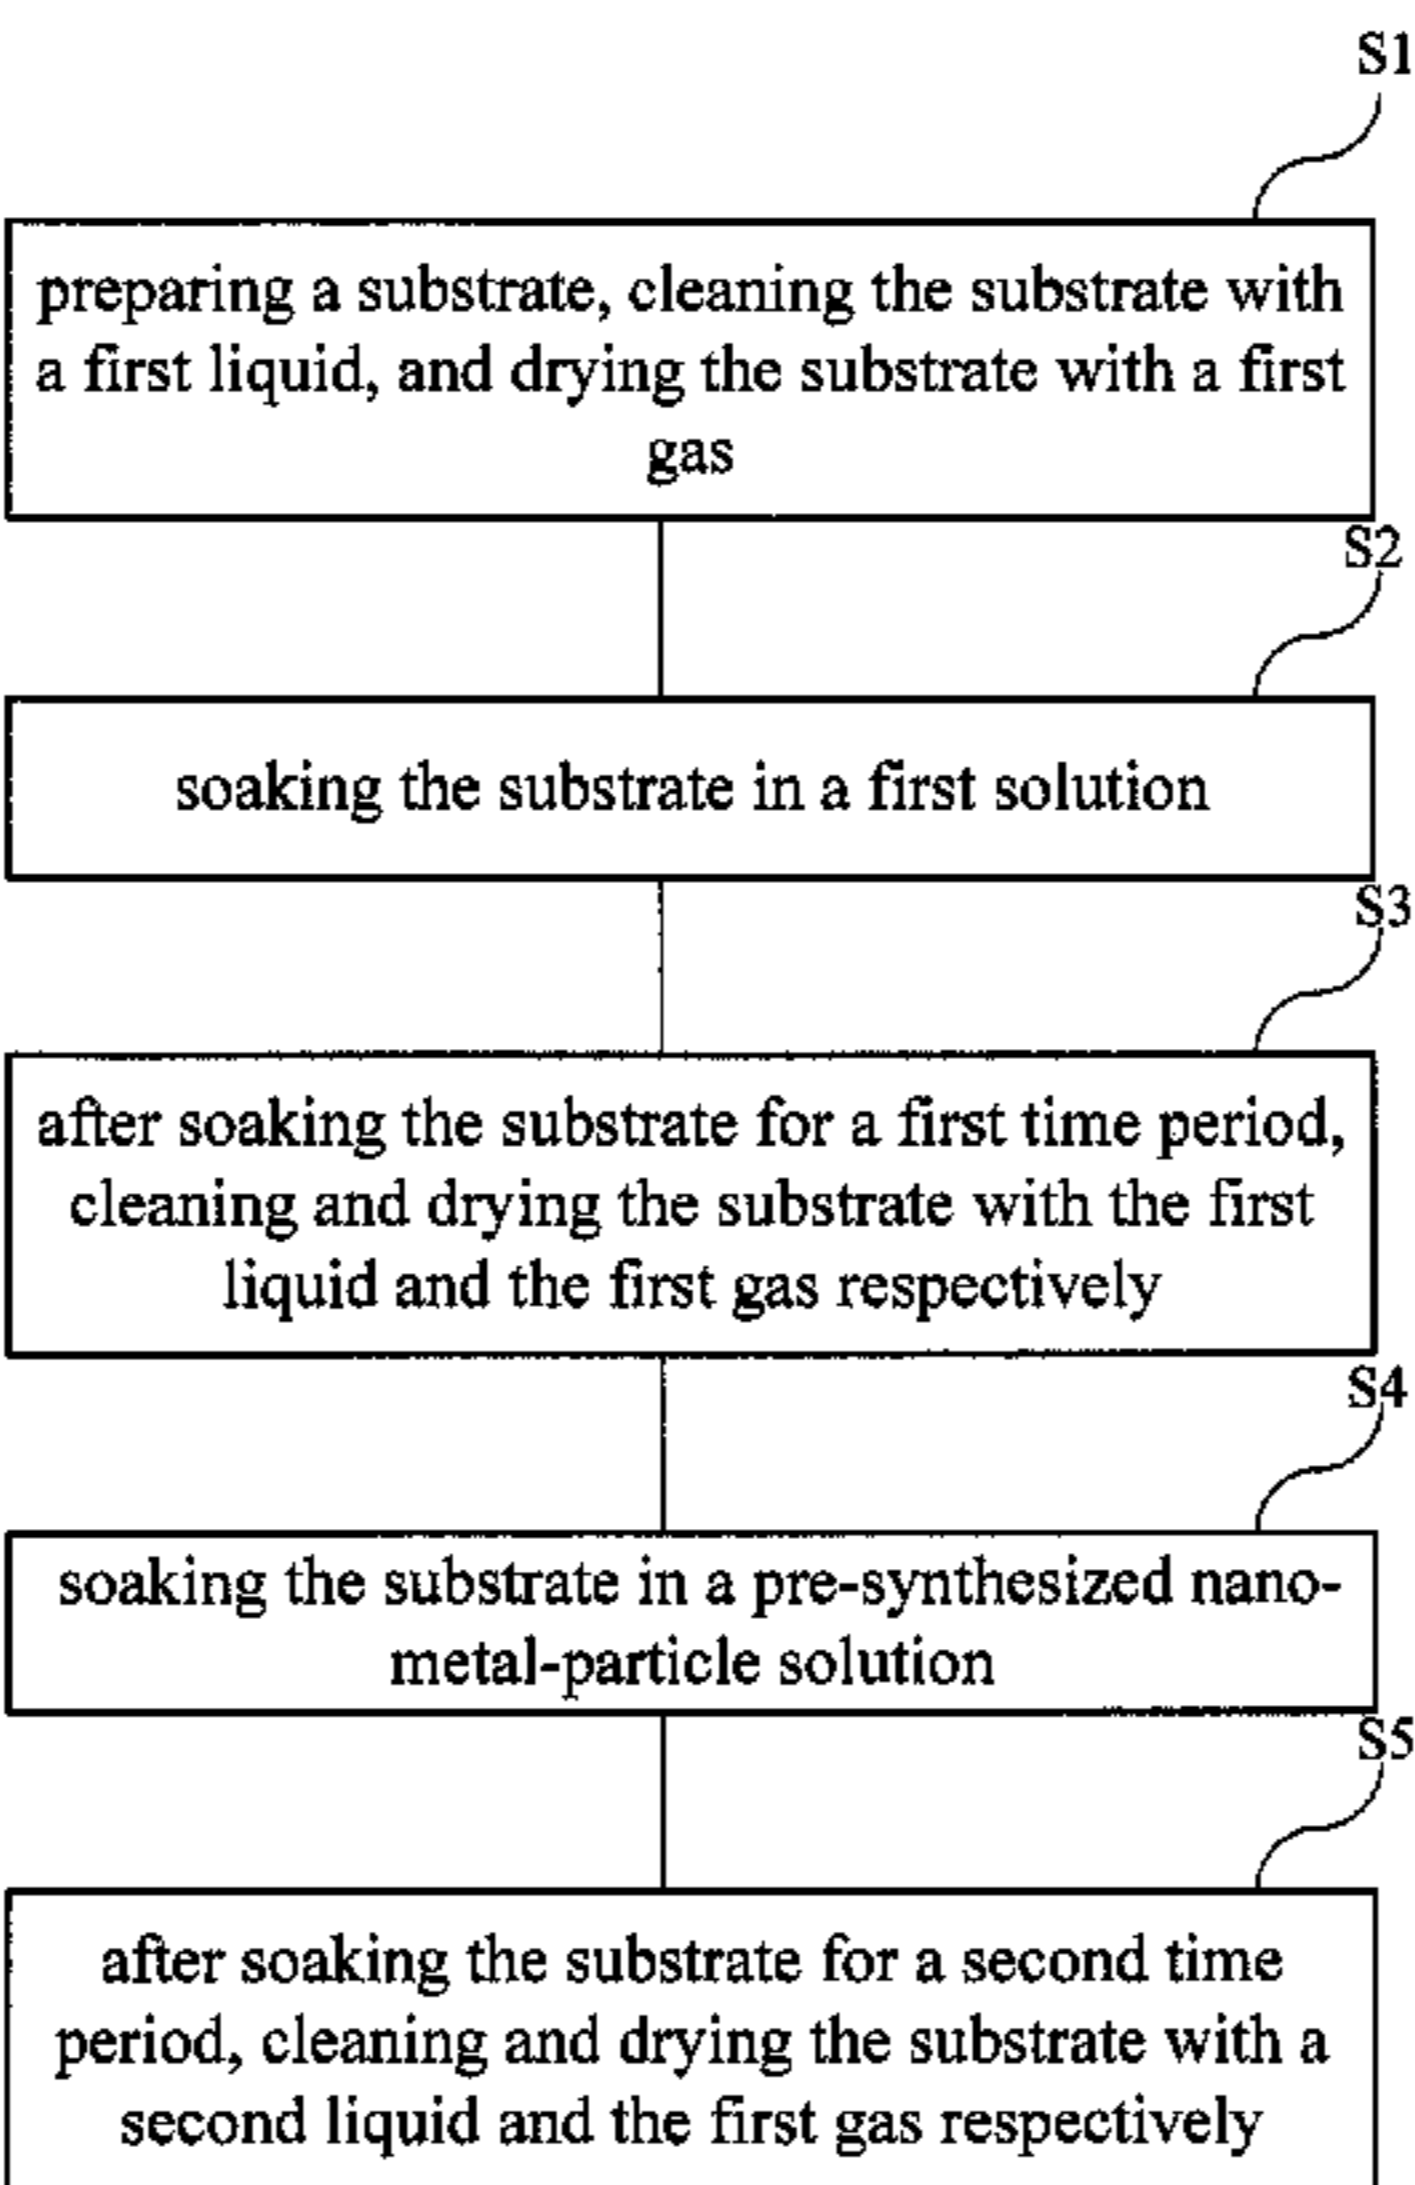 S1
preparing a substrate, cleaning the substrate with
a first liquid, and drying the substrate with a first
gas
S2
soaking the substrate in a first solution
S3
after soaking the substrate for a first time period,
cleaning and drying the substrate with the first
liquid and the first gas respectively
S4
soaking the substrate in a pre-synthesized nano-
metal-particle solution
S5
after soaking the substrate for a second time
period, cleaning and drying the substrate with a
second liquid and the first gas respectively